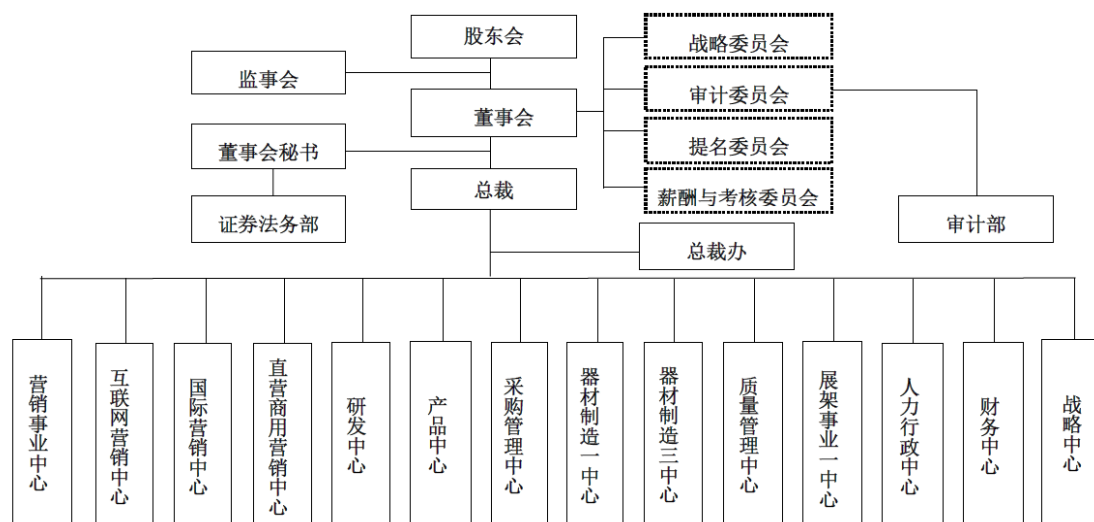 股东会
战略委员会
监事会
审计委员会
董事会
提名委员会
董事会秘书
总裁
薪酬与考核委员会
证券法务部
审计部
总裁办
营销事业中心
互联网营销中心
国际营销中心
直营商用营销中心
研发中心
产品中心
采购管理中心
器材制造一中心
器材制造三中心
质量管理中心
展架事业一中心
人力行政中心
财务中心
战略中心